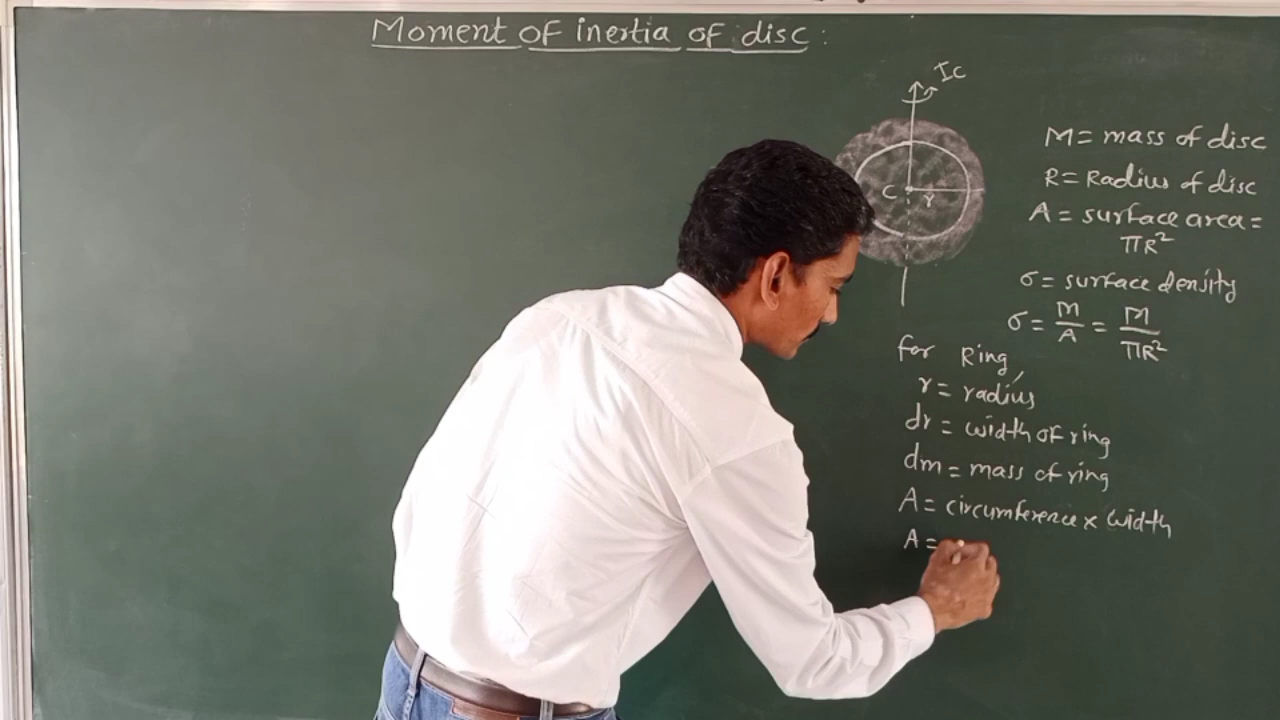 Moment of inertia of disc :
Ic
C r
M = mass of disc
R = Radius of disc
A = surface area =
πR²
σ = surface density
σ = M/A = M/πR²
for Ring,
r = radius
dr = width of ring
dm = mass of ring
A = circumference × width
A =